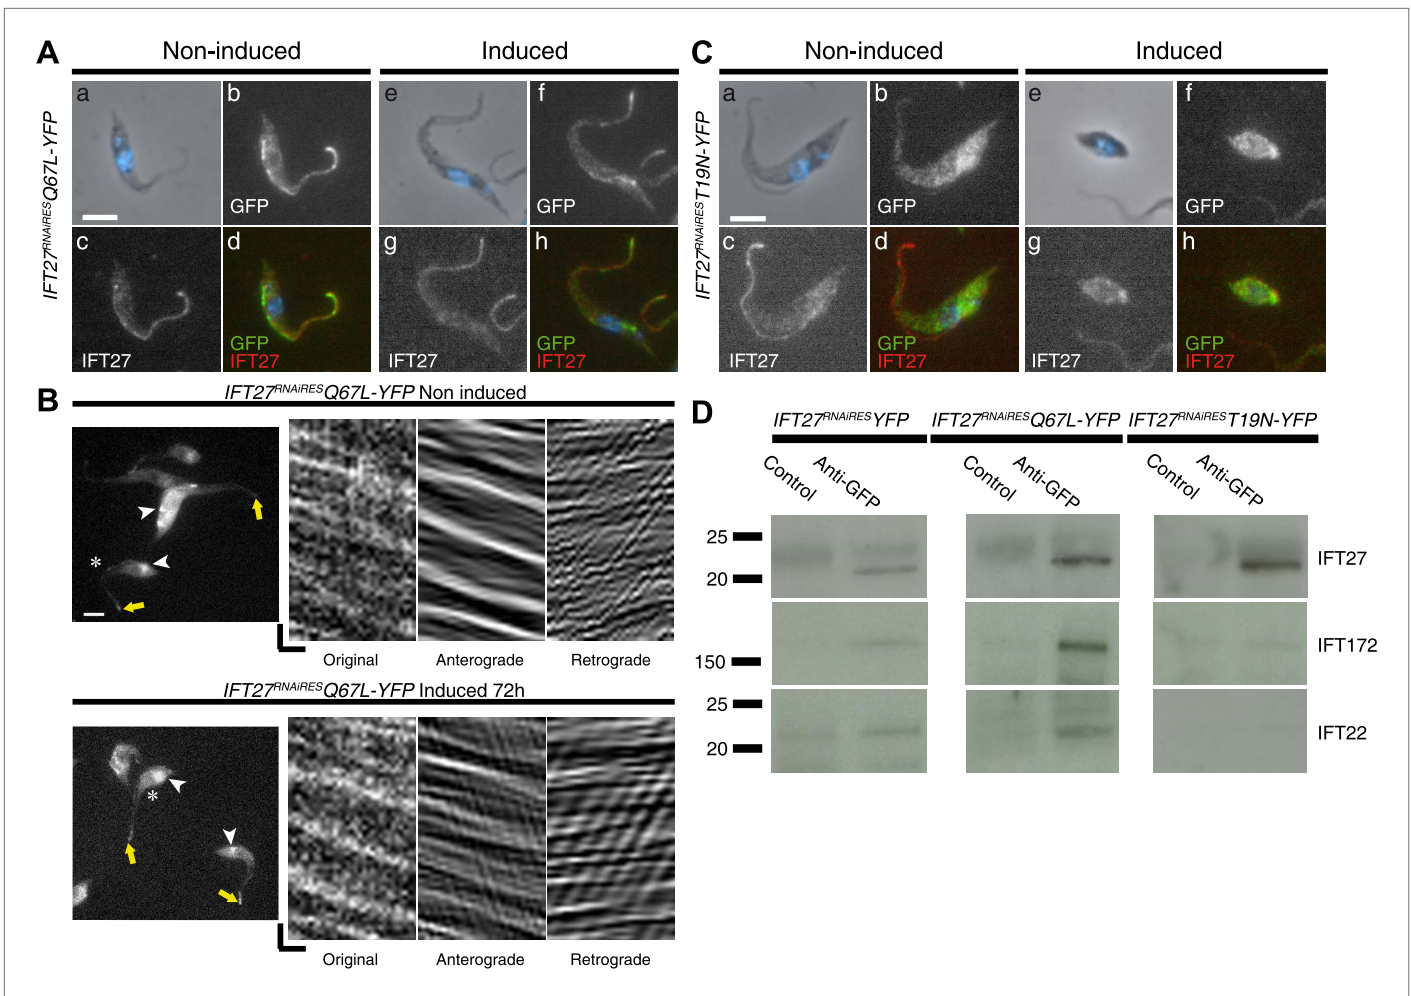 A
Non-induced
Induced
IFT27RNAiRESQ67L-YFP
a
b
GFP
e
f
GFP
c
IFT27
d
GFP
IFT27
g
IFT27
h
GFP
IFT27
C
Non-induced
Induced
IFT27RNAiREST19N-YFP
a
b
GFP
e
f
GFP
c
IFT27
d
GFP
IFT27
g
IFT27
h
GFP
IFT27
B
IFT27RNAiRESQ67L-YFP Non induced
*
Original
Anterograde
Retrograde
IFT27RNAiRESQ67L-YFP Induced 72h
*
Original
Anterograde
Retrograde
D
IFT27RNAiRESYFP
IFT27RNAiRESQ67L-YFP
IFT27RNAiREST19N-YFP
Control
Anti-GFP
Control
Anti-GFP
Control
Anti-GFP
25
20
IFT27
150
IFT172
25
20
IFT22